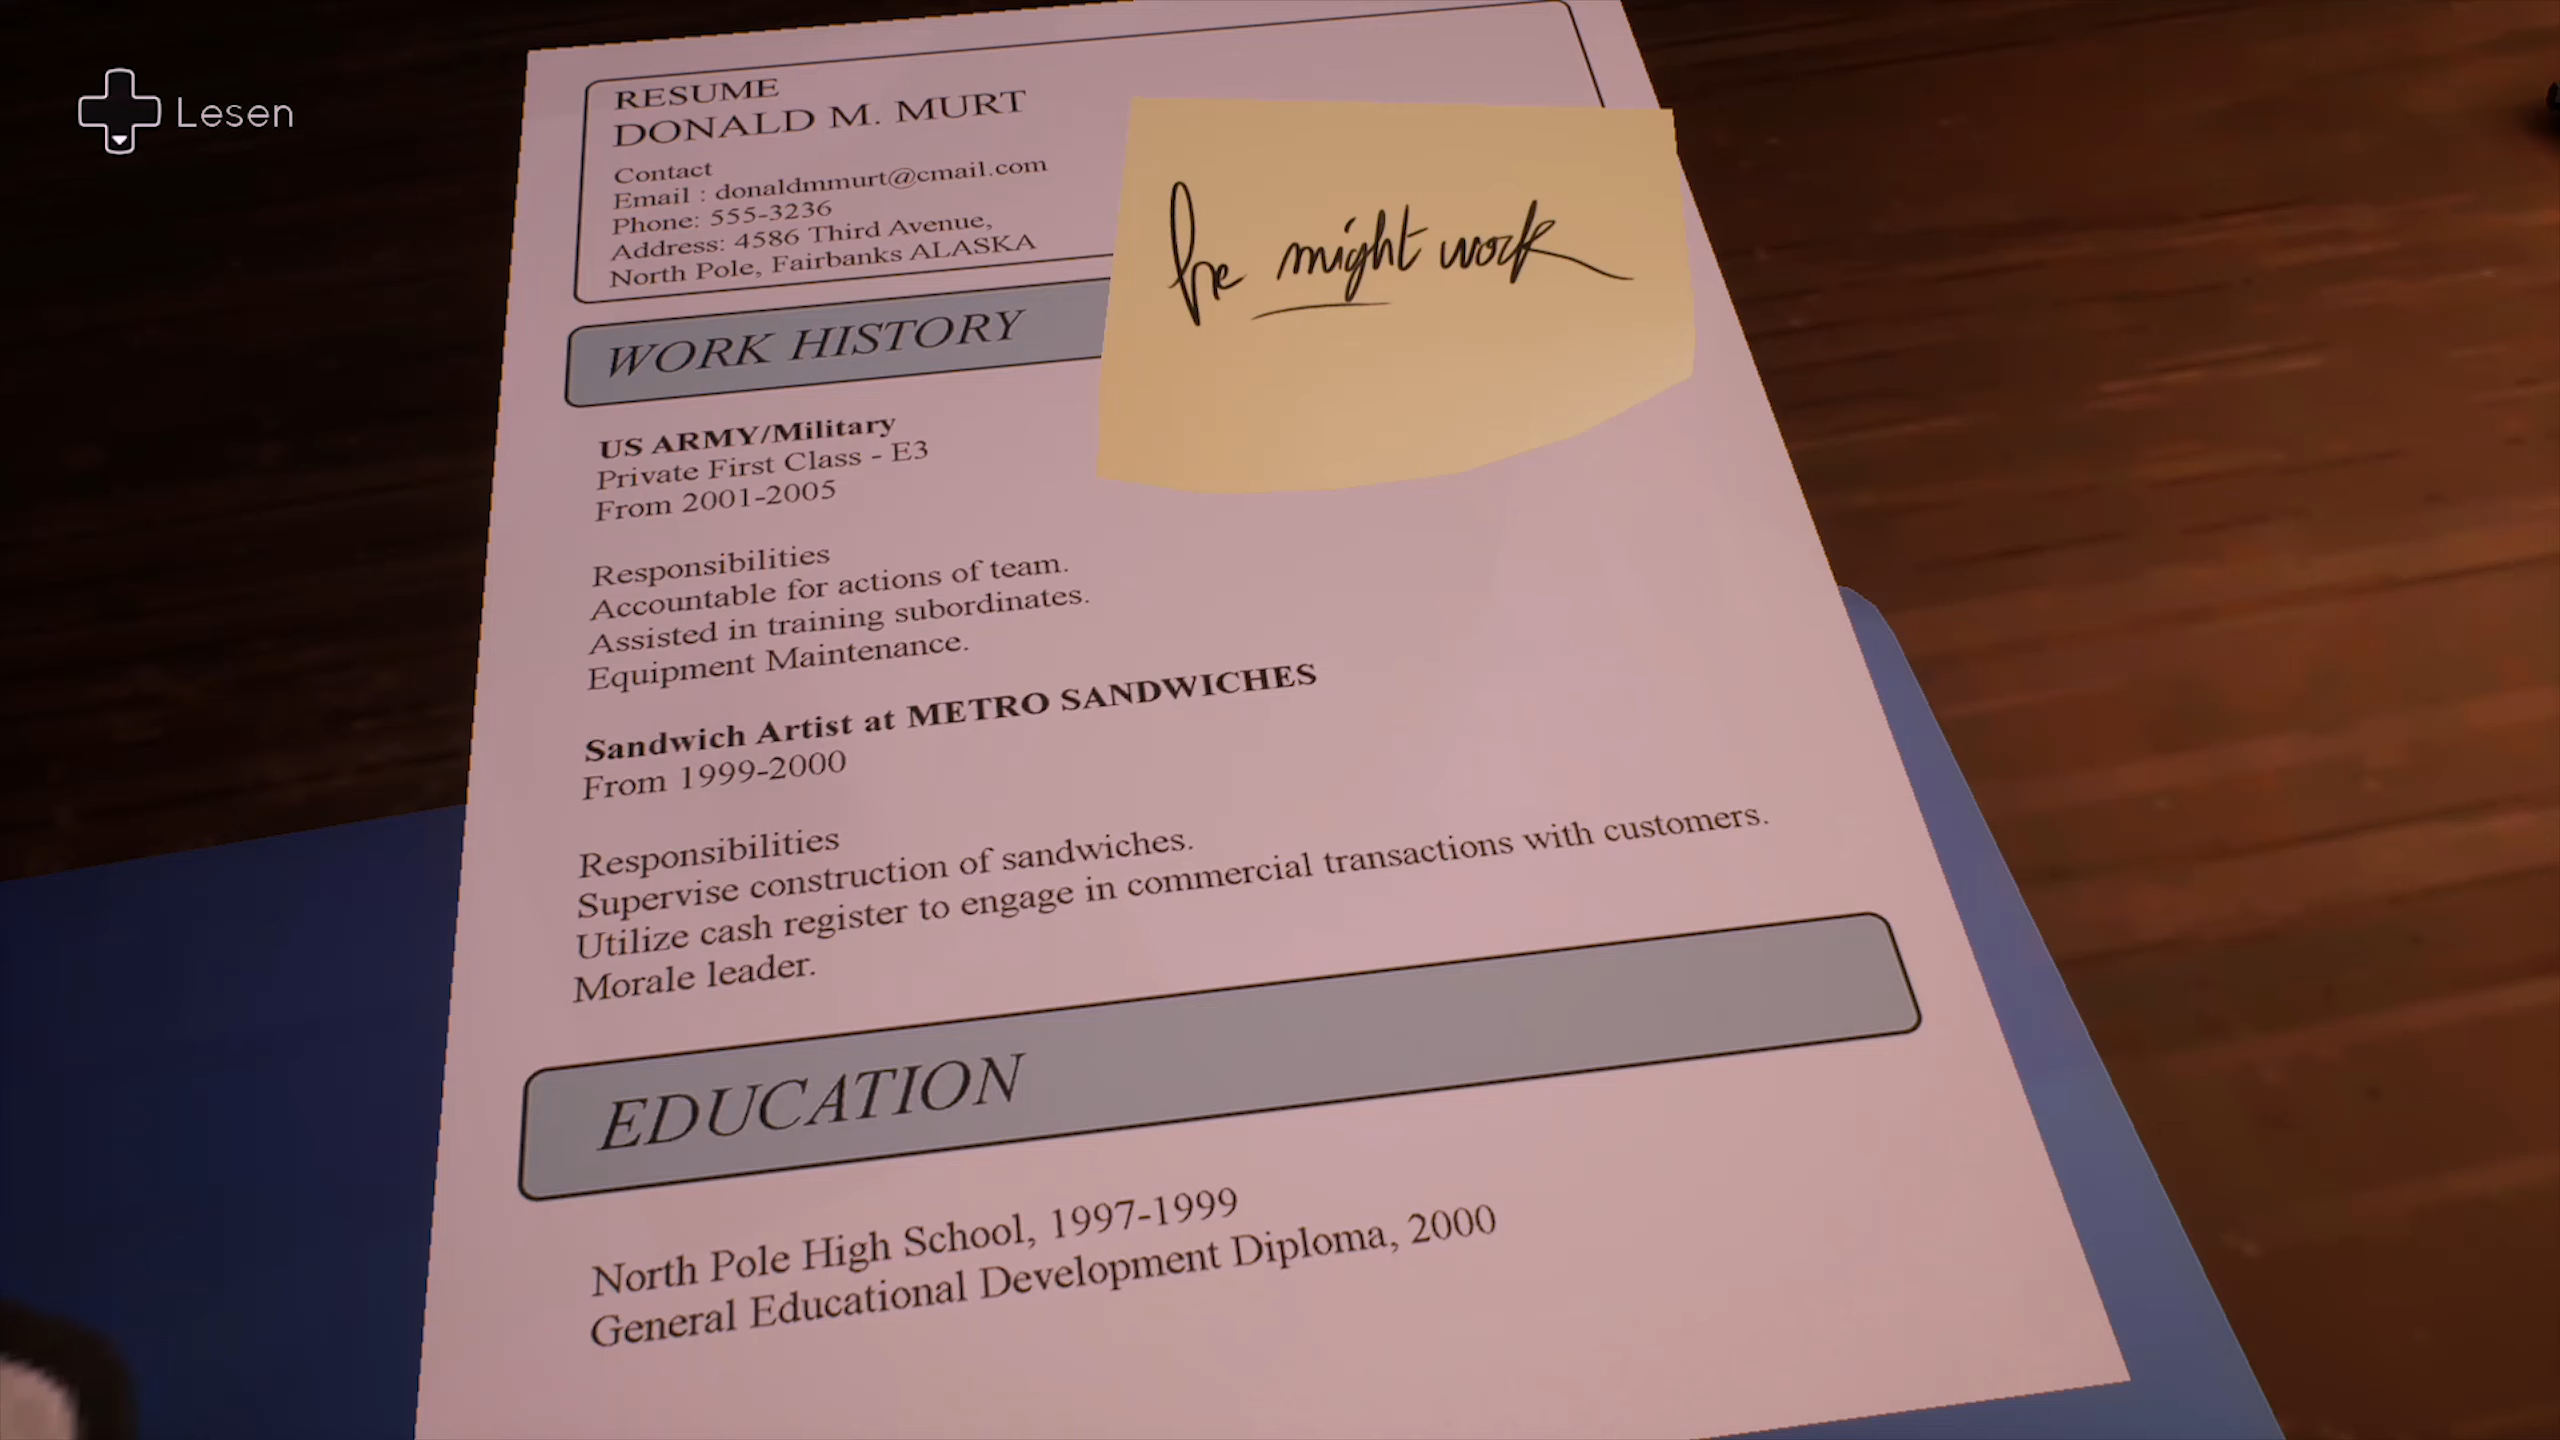 Lesen
RESUME
DONALD M. MURT
Contact
Email : donaldmmurt@cmail.com
Phone: 555-3236
Address: 4586 Third Avenue,
North Pole, Fairbanks ALASKA
he might work
WORK HISTORY
US ARMY/Military
Private First Class - E3
From 2001-2005
Responsibilities
Accountable for actions of team.
Assisted in training subordinates.
Equipment Maintenance.
Sandwich Artist at METRO SANDWICHES
From 1999-2000
Responsibilities
Supervise construction of sandwiches.
Utilize cash register to engage in commercial transactions with customers.
Morale leader.
EDUCATION
North Pole High School, 1997-1999
General Educational Development Diploma, 2000